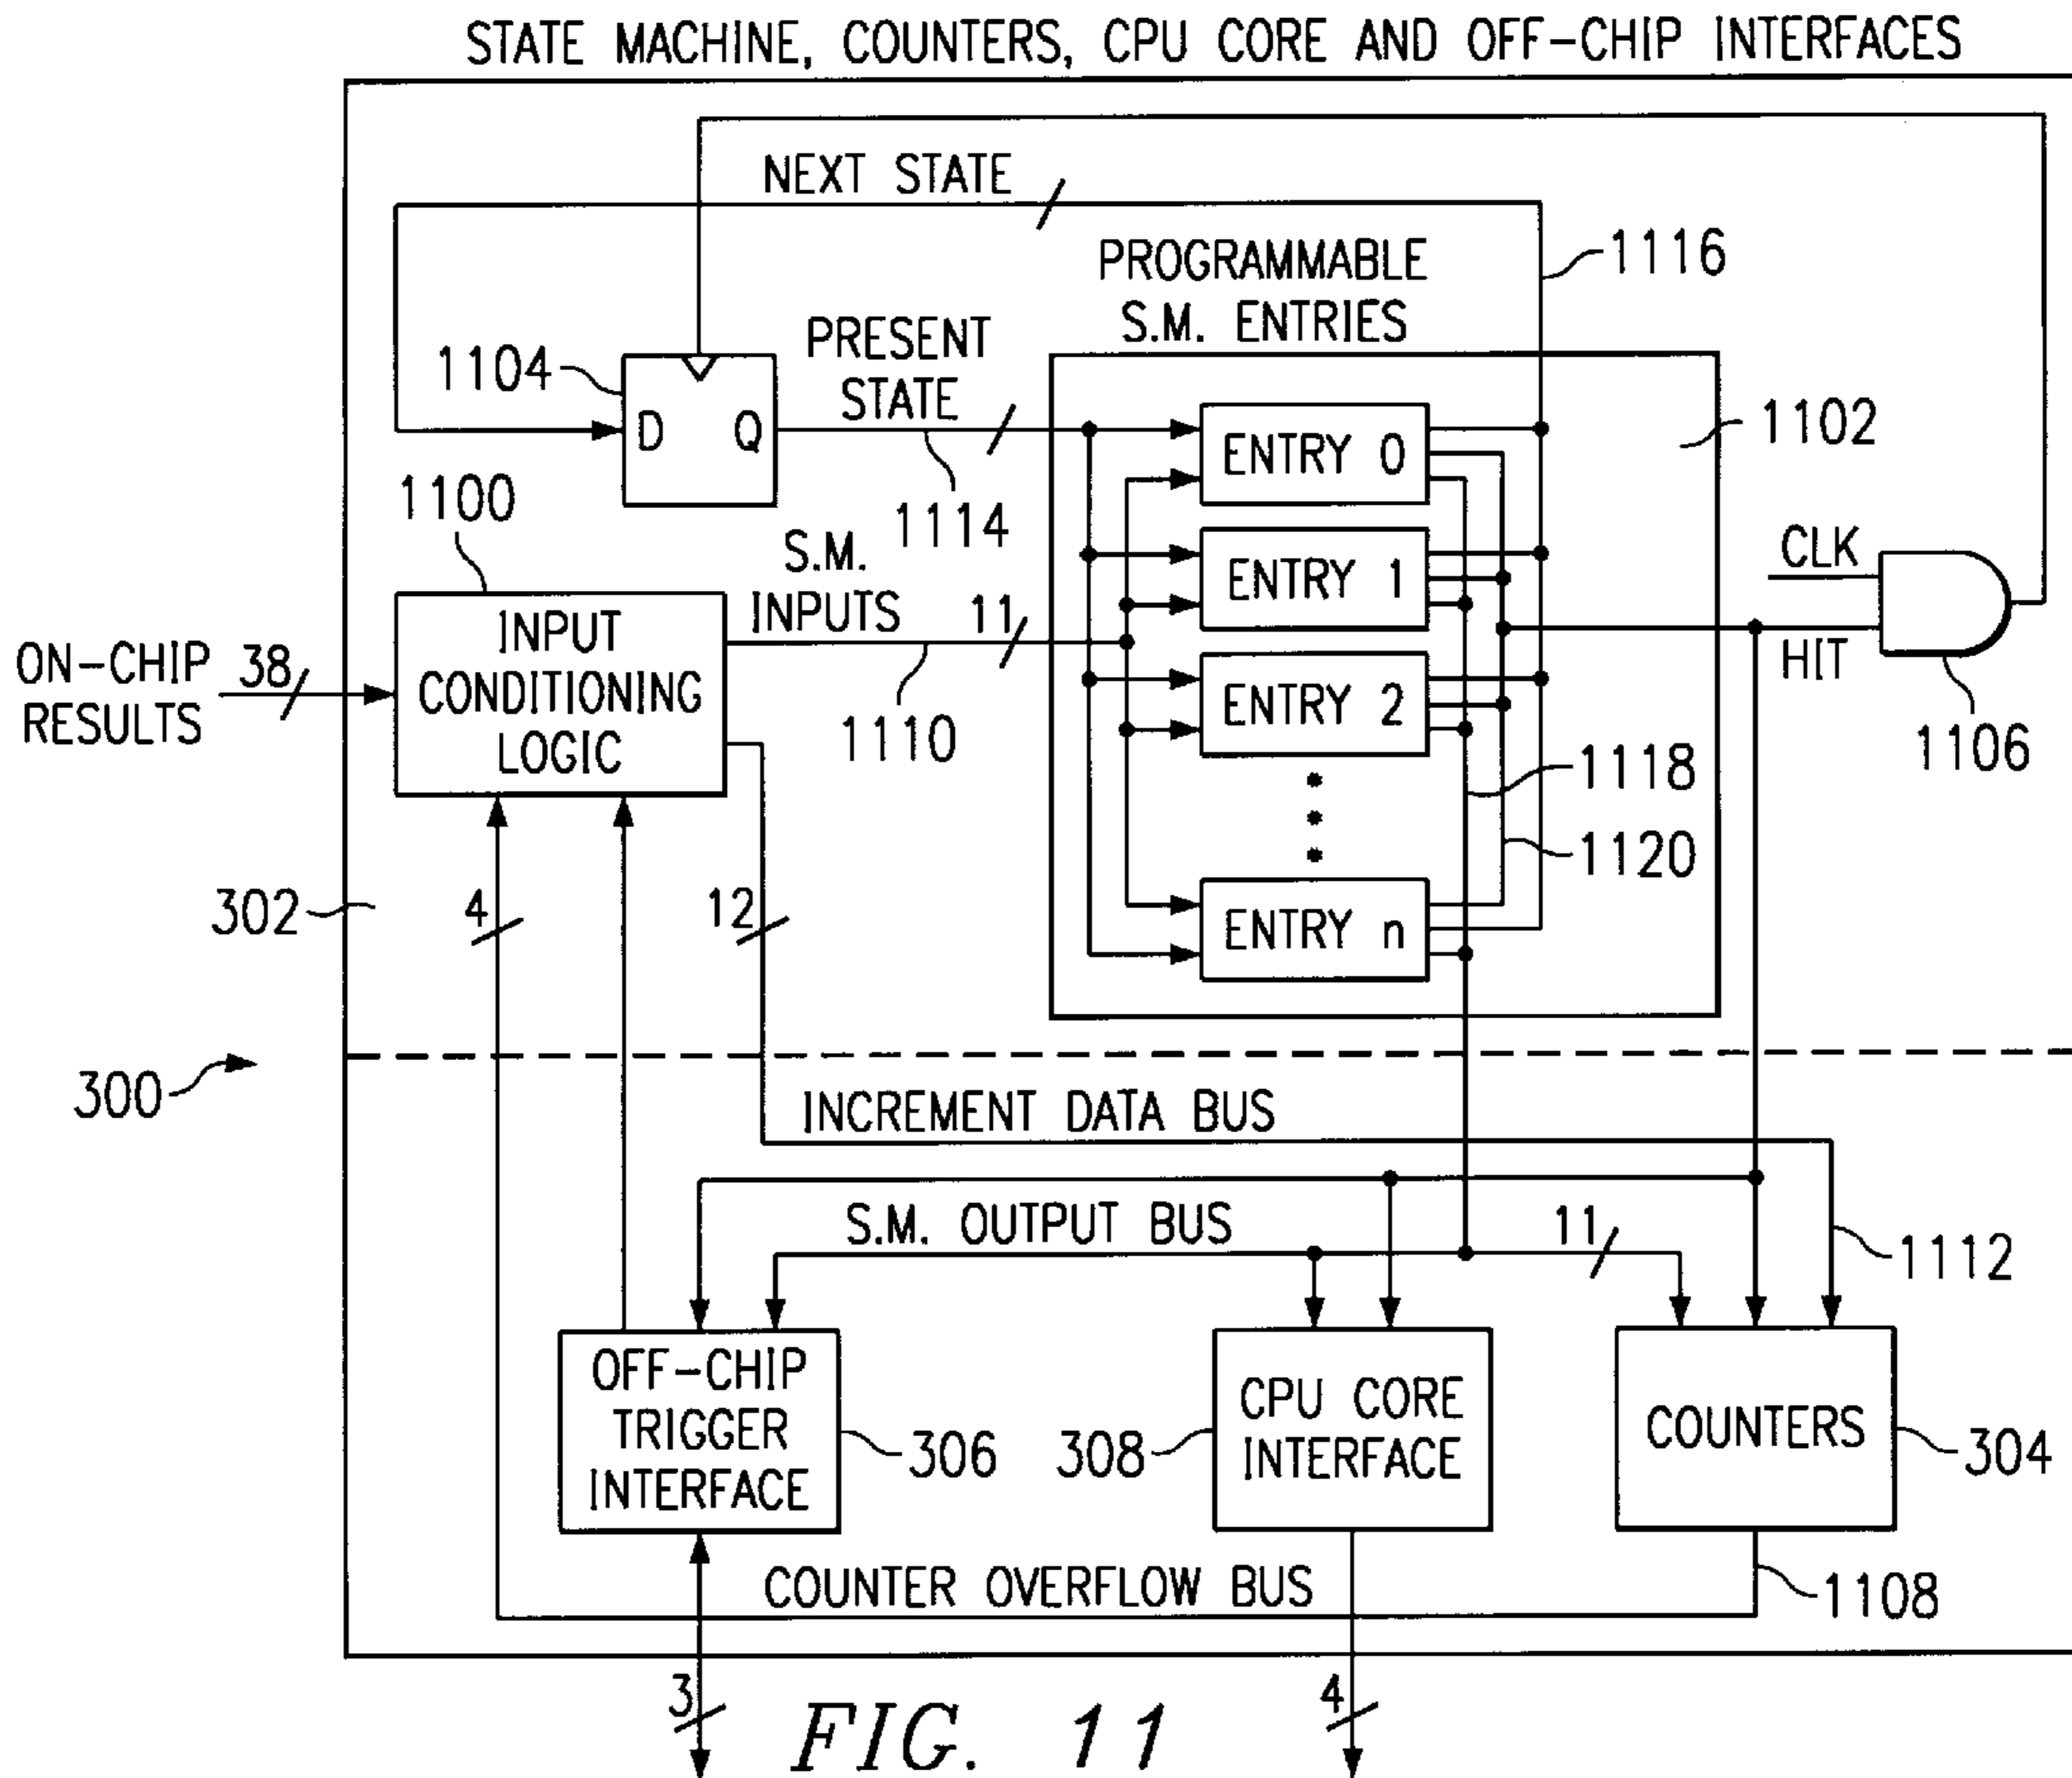 STATE MACHINE, COUNTERS, CPU CORE AND OFF-CHIP INTERFACES
NEXT STATE
PROGRAMMABLE
S.M. ENTRIES
1116
1104
PRESENT
STATE
D Q
1114
1102
ENTRY 0
ENTRY 1
ENTRY 2
ENTRY n
1100
S.M.
INPUTS
11
1110
INPUT
CONDITIONING
LOGIC
ON-CHIP
RESULTS
38
CLK
HIT
1106
1118
1120
302
4
12
300
INCREMENT DATA BUS
S.M. OUTPUT BUS
11
1112
OFF-CHIP
TRIGGER
INTERFACE
306
308
CPU CORE
INTERFACE
COUNTERS
304
COUNTER OVERFLOW BUS
1108
3
4
FIG. 11